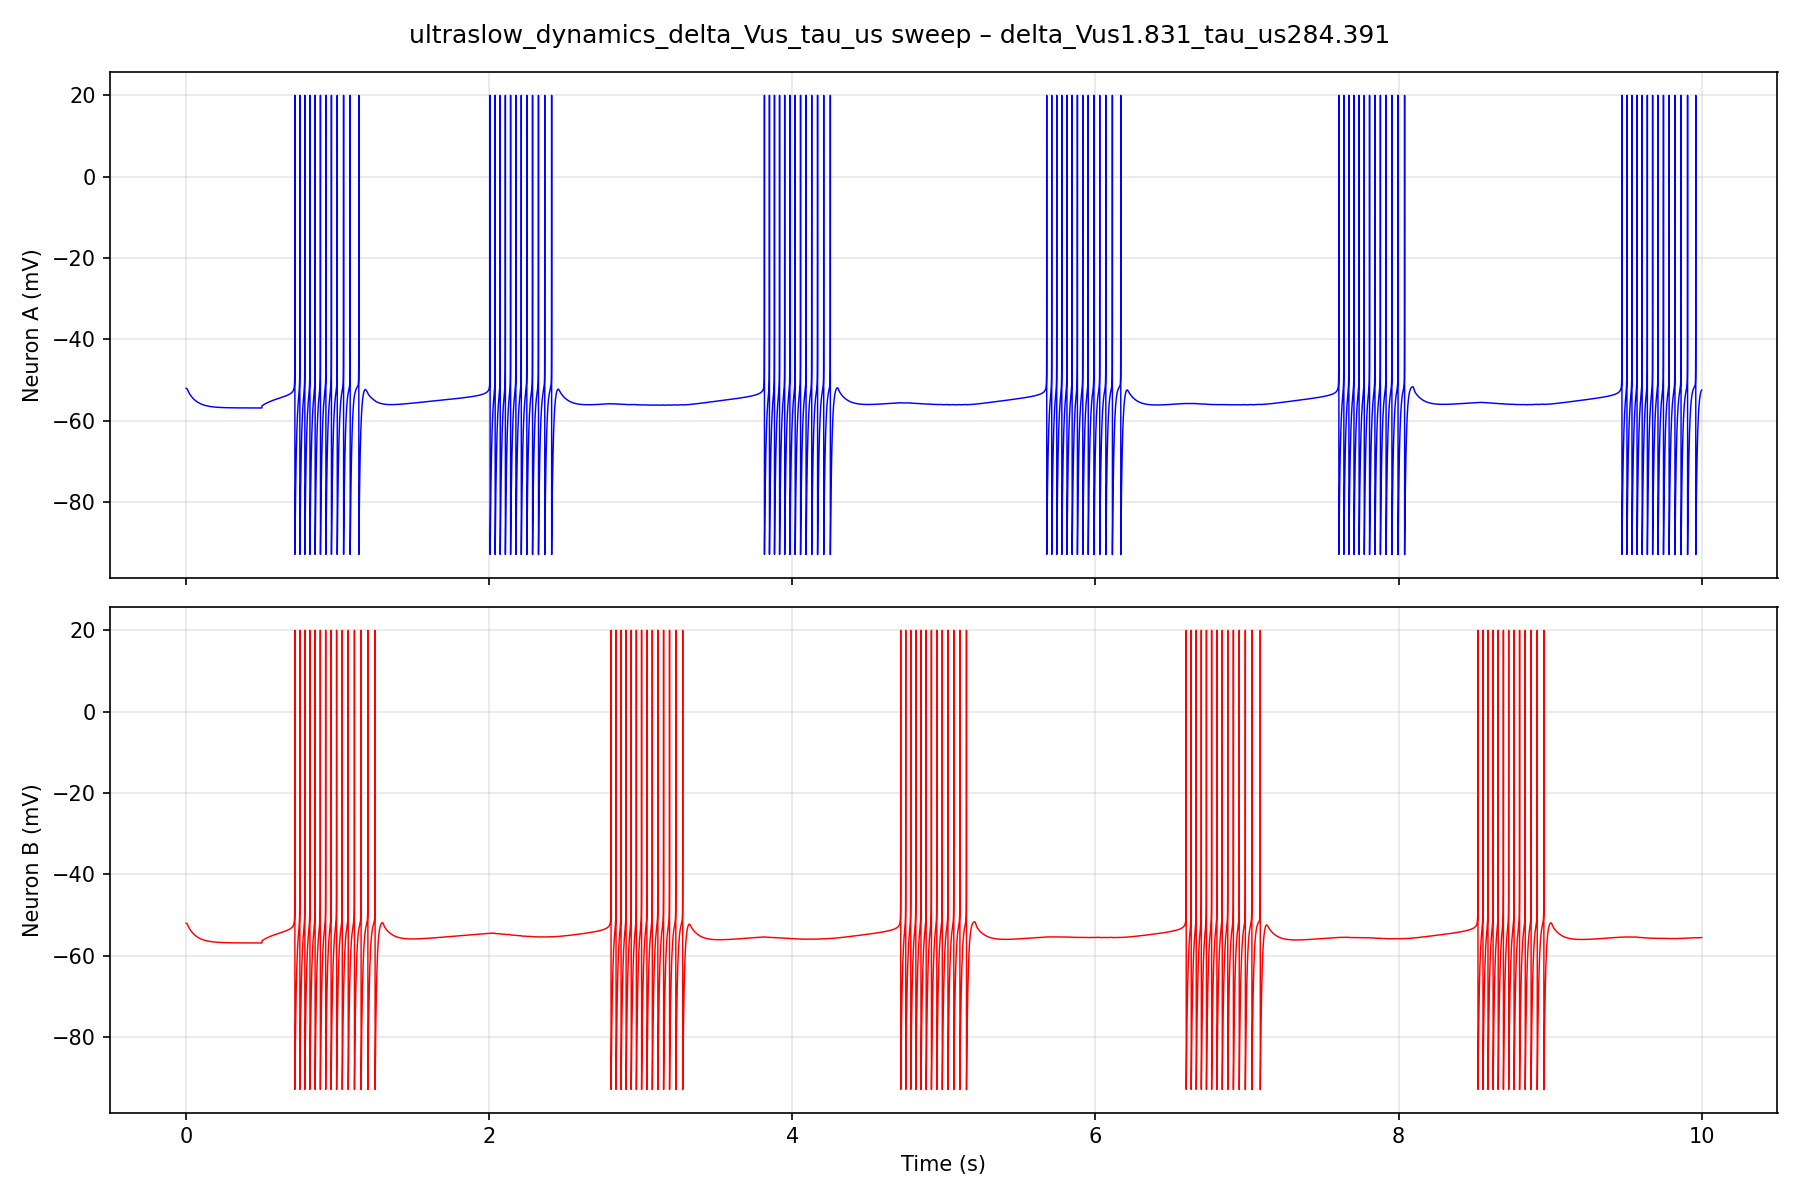 ultraslow_dynamics_delta_Vus_tau_us sweep – delta_Vus1.831_tau_us284.391
20
0
−20
−40
−60
−80
Neuron A (mV)
20
0
−20
−40
−60
−80
Neuron B (mV)
0 2 4 6 8 10
Time (s)